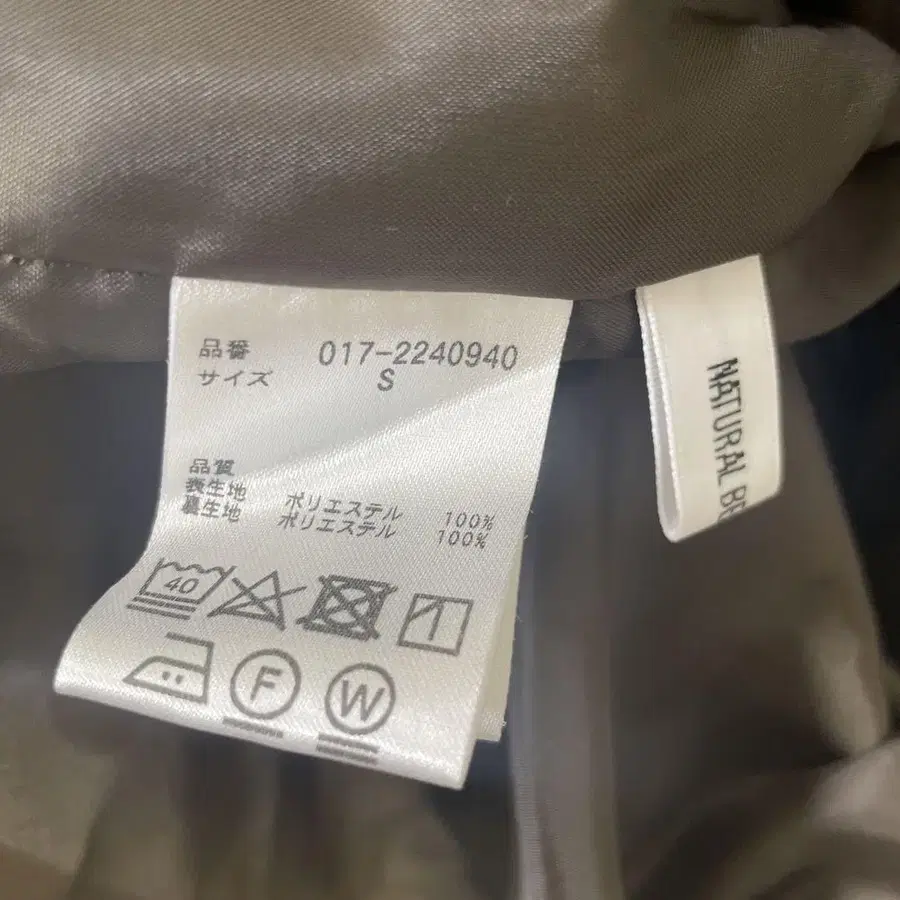 品番 017-2240940
サイズ S
品質
表生地 ポリエステル 100%
裏生地 ポリエステル 100%
40
F
W
NATURAL BE